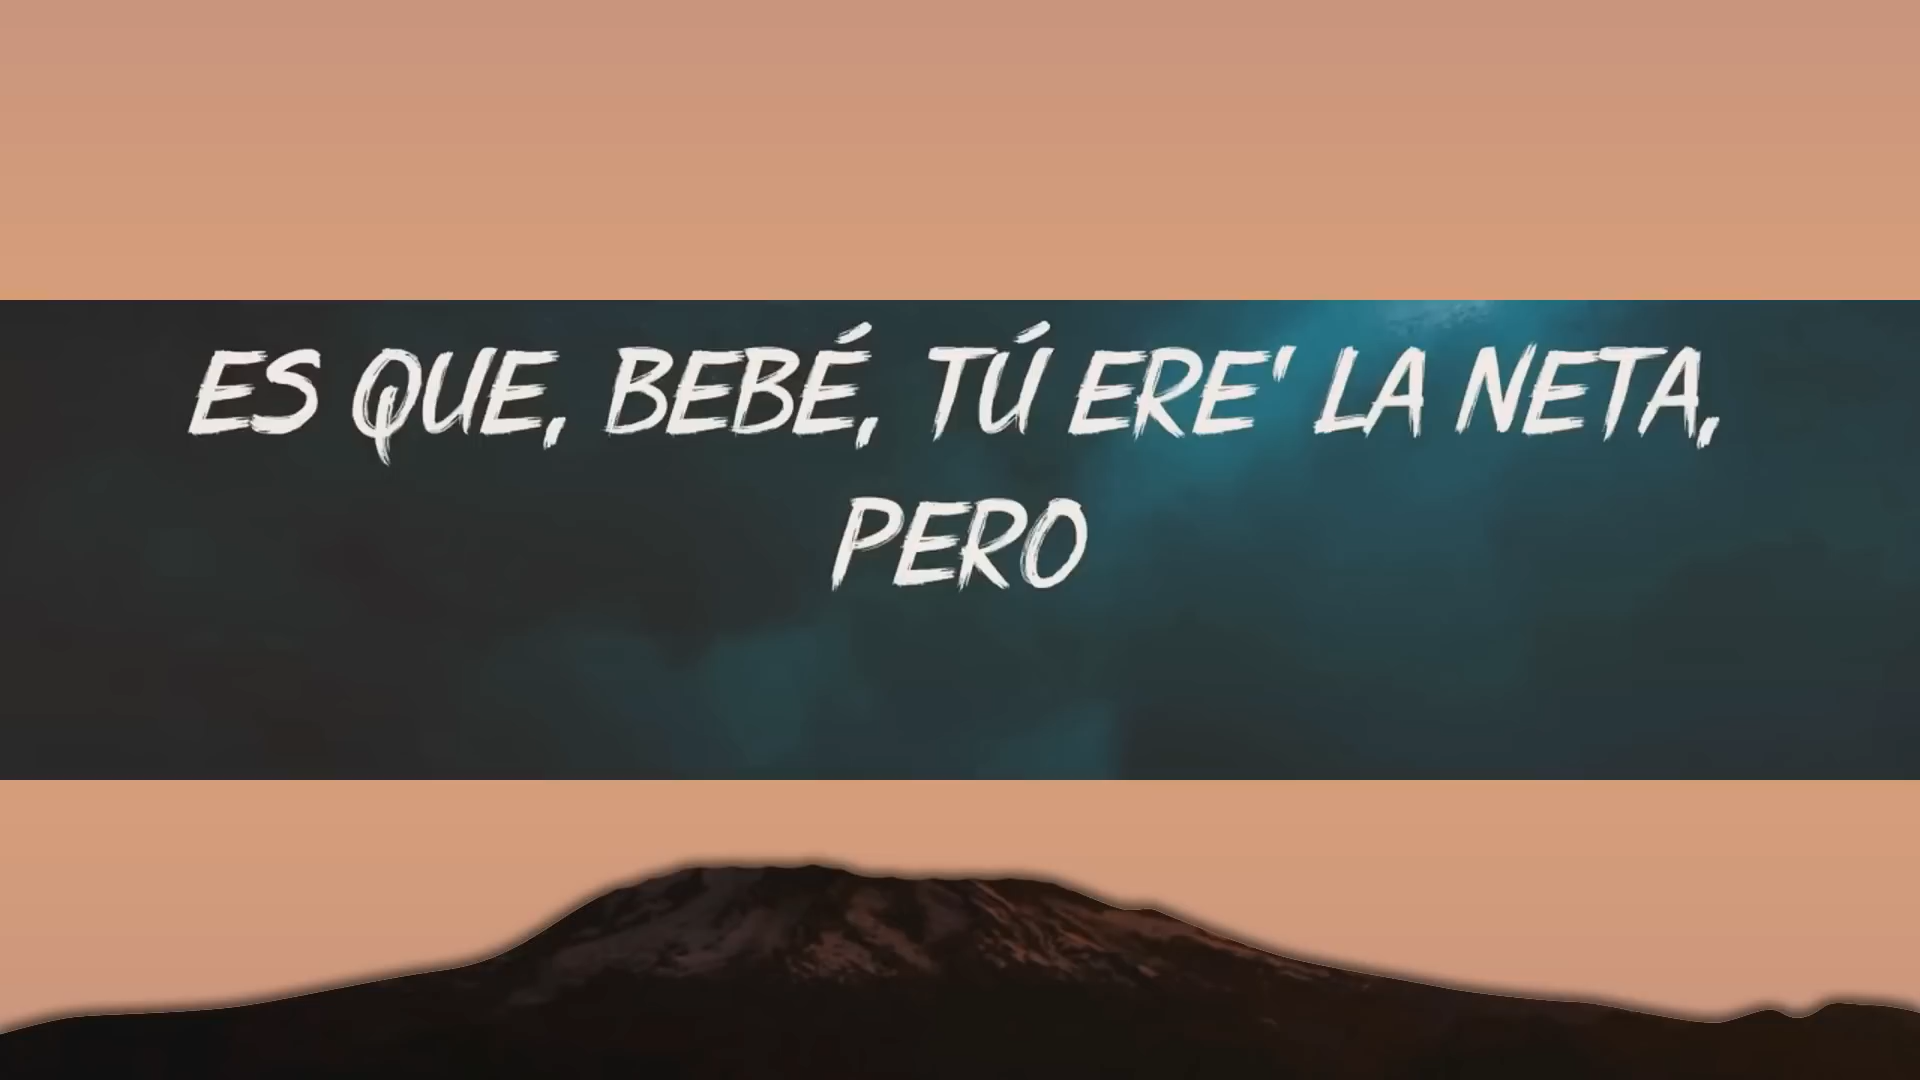 ES QUE, BEBÉ, TÚ ERE' LA NETA,
PERO